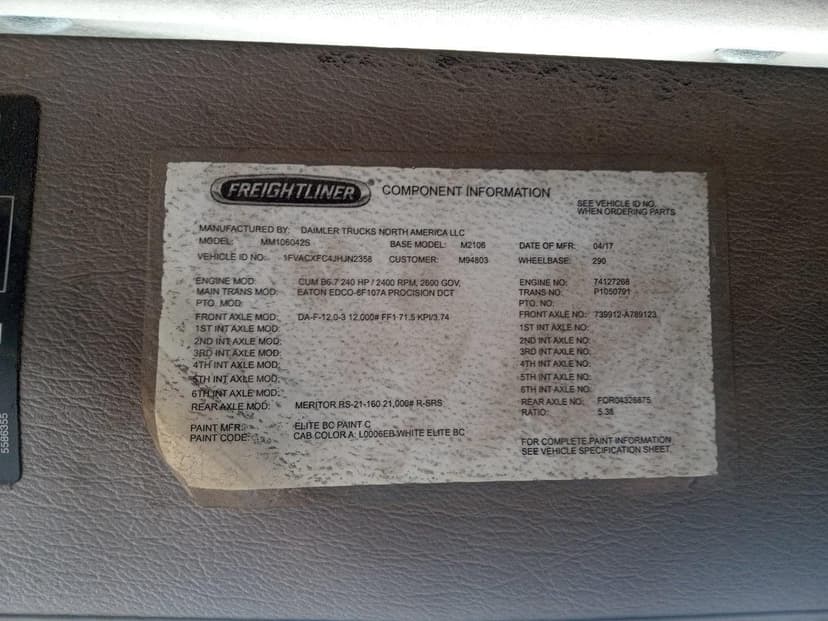 FREIGHTLINER® COMPONENT INFORMATION
SEE VEHICLE ID NO.
WHEN ORDERING PARTS
MANUFACTURED BY: DAIMLER TRUCKS NORTH AMERICA LLC
MODEL: MM106042S BASE MODEL: M2106 DATE OF MFR: 04/17
VEHICLE ID NO.: 1FVACXFC4JHJN2358 CUSTOMER: M94803 WHEELBASE: 290
ENGINE MOD: CUM B6.7 240 HP / 2400 RPM, 2600 GOV, ENGINE NO: 74127268
MAIN TRANS MOD: EATON EDCO-6F107A PROCISION DCT TRANS NO: P1050791
PTO. MOD: PTO. NO:
FRONT AXLE MOD: DA-F-12.0-3 12,000# FF1 71.5 KPI/3.74 FRONT AXLE NO: 739912-A789123
1ST INT AXLE MOD: 1ST INT AXLE NO:
2ND INT AXLE MOD: 2ND INT AXLE NO:
3RD INT AXLE MOD: 3RD INT AXLE NO:
4TH INT AXLE MOD: 4TH INT AXLE NO:
5TH INT AXLE MOD: 5TH INT AXLE NO:
6TH INT AXLE MOD: 6TH INT AXLE NO:
REAR AXLE MOD: MERITOR RS-21-160 21,000# R-SRS REAR AXLE NO: FOR04326875
RATIO: 5.38
PAINT MFR: ELITE BC PAINT C
PAINT CODE: CAB COLOR A: L0006EB WHITE ELITE BC
FOR COMPLETE PAINT INFORMATION
SEE VEHICLE SPECIFICATION SHEET.
5586355